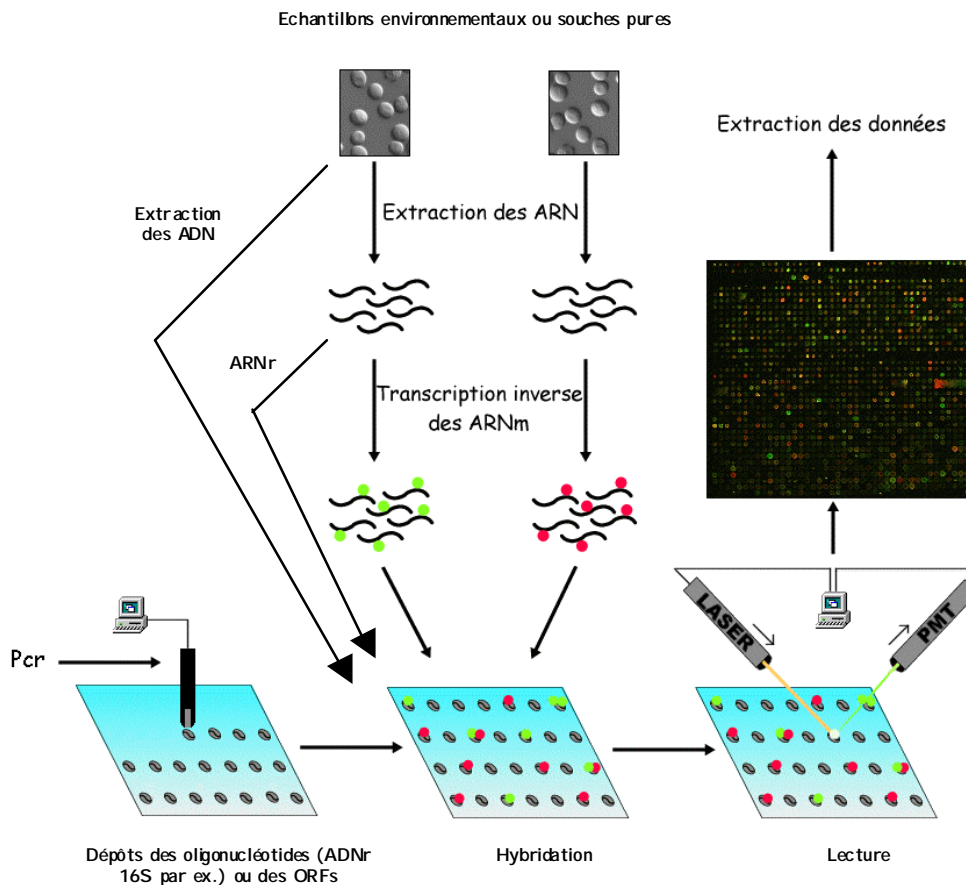 Echantillons environnementaux ou souches pures
Extraction des données
Extraction
des ADN
Extraction des ARN
ARNr
Transcription inverse
des ARNm
LASER
PMT
Pcr
Dépôts des oligonucléotides (ADNr
16S par ex.) ou des ORFs
Hybridation
Lecture